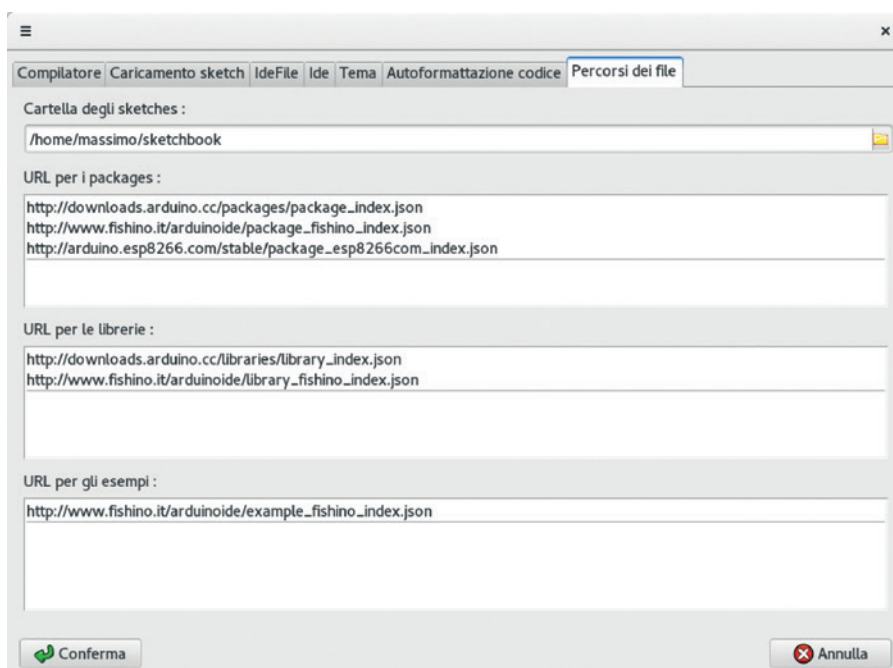 Compilatore Caricamento sketch IdeFile Ide Tema Autoformattazione codice Percorsi dei file
Cartella degli sketches :
/home/massimo/sketchbook
URL per i packages :
http://downloads.arduino.cc/packages/package_index.json
http://www.fishino.it/arduinoide/package_fishino_index.json
http://arduino.esp8266.com/stable/package_esp8266com_index.json
URL per le librerie :
http://downloads.arduino.cc/libraries/library_index.json
http://www.fishino.it/arduinoide/library_fishino_index.json
URL per gli esempi :
http://www.fishino.it/arduinoide/example_fishino_index.json
Conferma Annulla